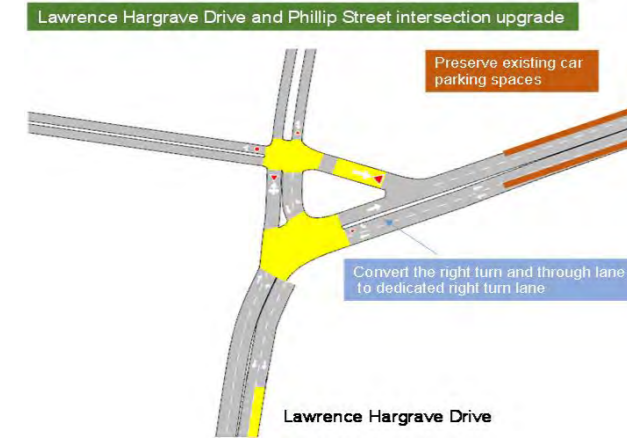 Lawrence Hargrave Drive and Phillip Street intersection upgrade
Preserve existing car
parking spaces
Convert the right turn and through lane
to dedicated right turn lane
Lawrence Hargrave Drive